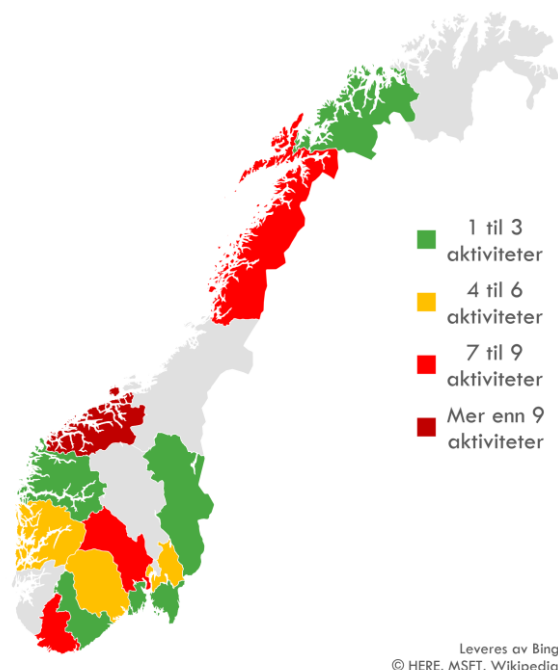 1 til 3
aktiviteter
4 til 6
aktiviteter
7 til 9
aktiviteter
Mer enn 9
aktiviteter
Leveres av Bing
© HERE, MSFT, Wikipedia